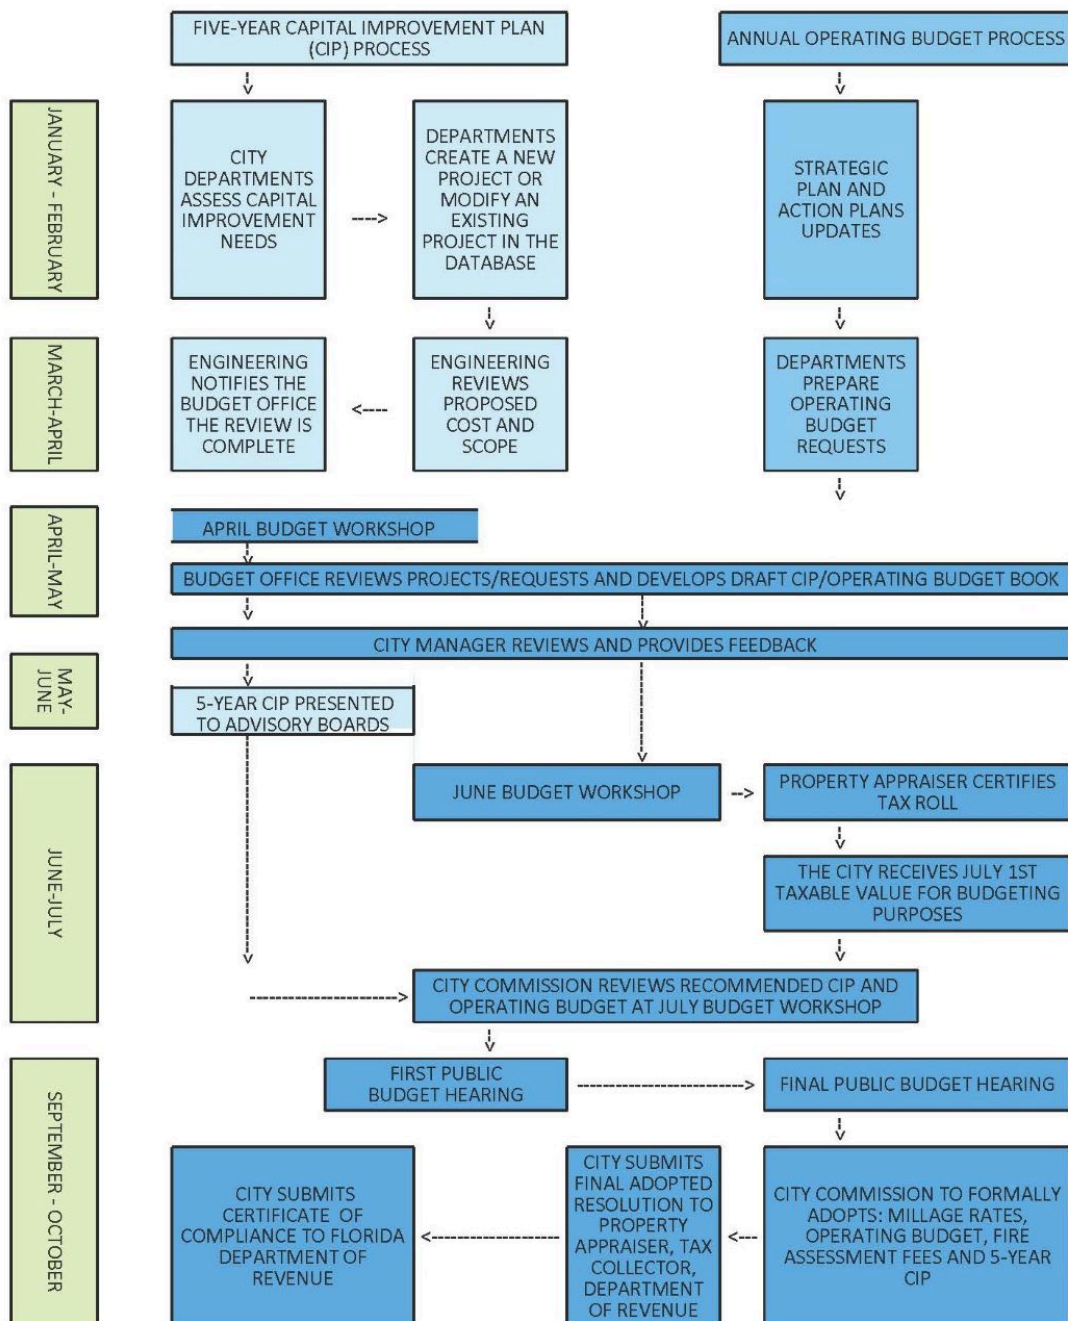 FIVE-YEAR CAPITAL IMPROVEMENT PLAN
(CIP) PROCESS
ANNUAL OPERATING BUDGET PROCESS
JANUARY - FEBRUARY
CITY
DEPARTMENTS
ASSESS CAPITAL
IMPROVEMENT
NEEDS
DEPARTMENTS
CREATE A NEW
PROJECT OR
MODIFY AN
EXISTING
PROJECT IN THE
DATABASE
STRATEGIC
PLAN AND
ACTION PLANS
UPDATES
MARCH-APRIL
ENGINEERING
NOTIFIES THE
BUDGET OFFICE
THE REVIEW IS
COMPLETE
ENGINEERING
REVIEWS
PROPOSED
COST AND
SCOPE
DEPARTMENTS
PREPARE
OPERATING
BUDGET
REQUESTS
APRIL-MAY
APRIL BUDGET WORKSHOP
BUDGET OFFICE REVIEWS PROJECTS/REQUESTS AND DEVELOPS DRAFT CIP/OPERATING BUDGET BOOK
CITY MANAGER REVIEWS AND PROVIDES FEEDBACK
MAY-
JUNE
5-YEAR CIP PRESENTED
TO ADVISORY BOARDS
JUNE-JULY
JUNE BUDGET WORKSHOP
PROPERTY APPRAISER CERTIFIES
TAX ROLL
THE CITY RECEIVES JULY 1ST
TAXABLE VALUE FOR BUDGETING
PURPOSES
CITY COMMISSION REVIEWS RECOMMENDED CIP AND
OPERATING BUDGET AT JULY BUDGET WORKSHOP
SEPTEMBER - OCTOBER
FIRST PUBLIC
BUDGET HEARING
FINAL PUBLIC BUDGET HEARING
CITY SUBMITS
CERTIFICATE OF
COMPLIANCE TO FLORIDA
DEPARTMENT OF
REVENUE
CITY SUBMITS
FINAL ADOPTED
RESOLUTION TO
PROPERTY
APPRAISER, TAX
COLLECTOR,
DEPARTMENT
OF REVENUE
CITY COMMISSION TO FORMALLY
ADOPTS: MILLAGE RATES,
OPERATING BUDGET, FIRE
ASSESSMENT FEES AND 5-YEAR
CIP